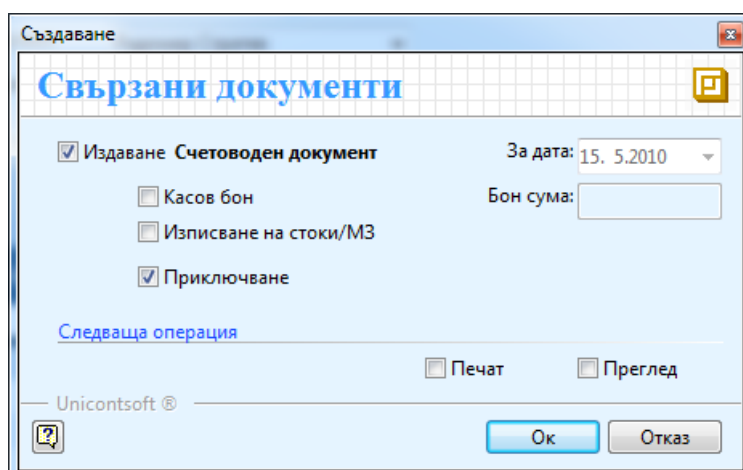 Създаване
Свързани документи
Издаване Счетоводен документ
За дата: 15. 5.2010
Касов бон
Бон сума:
Изписване на стоки/МЗ
Приключване
Следваща операция
Печат
Преглед
Unicontsoft ®
Ок
Отказ